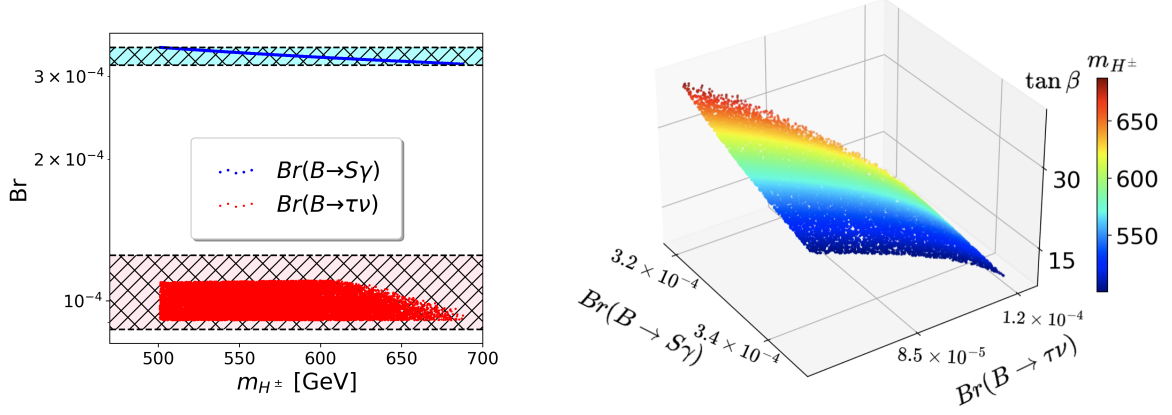 Br
3 × 10⁻⁴
2 × 10⁻⁴
10⁻⁴
Br(B→Sγ)
Br(B→τν)
500
550
600
650
700
m_{H^±} [GeV]
tan β
m_{H^±}
30
15
650
600
550
3.2 × 10⁻⁴
3.4 × 10⁻⁴
Br(B → Sγ)
8.5 × 10⁻⁵
1.2 × 10⁻⁴
Br(B → τν)